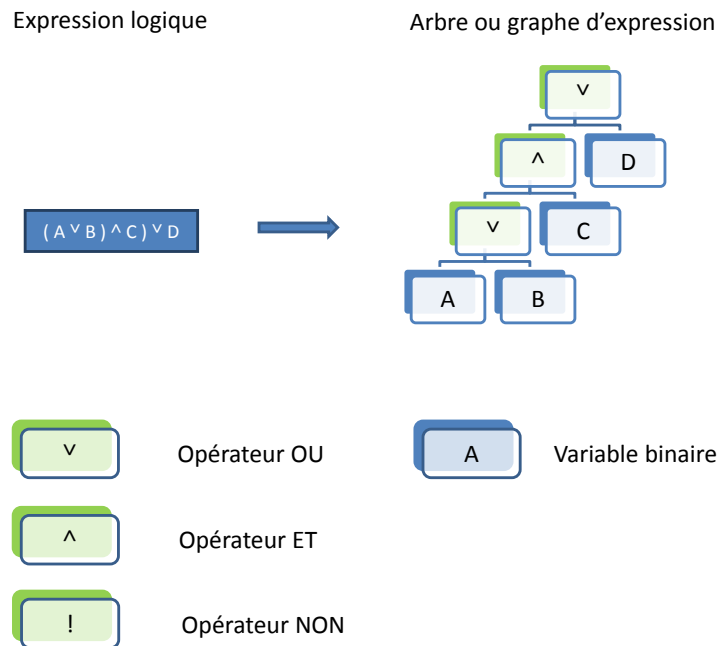 Expression logique
Arbre ou graphe d'expression
˅
˄
D
( A ˅ B ) ˄ C ) ˅ D
˅
C
A
B
˅
Opérateur OU
A
Variable binaire
˄
Opérateur ET
!
Opérateur NON